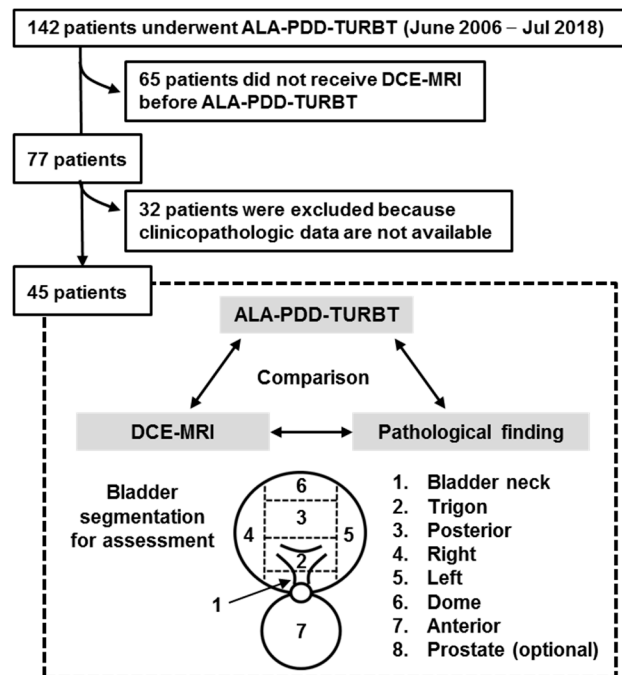 142 patients underwent ALA-PDD-TURBT (June 2006 – Jul 2018)
65 patients did not receive DCE-MRI
before ALA-PDD-TURBT
77 patients
32 patients were excluded because
clinicopathologic data are not available
45 patients
ALA-PDD-TURBT
Comparison
DCE-MRI
Pathological finding
Bladder
segmentation
for assessment
6
3
4
5
2
1
7
1. Bladder neck
2. Trigon
3. Posterior
4. Right
5. Left
6. Dome
7. Anterior
8. Prostate (optional)